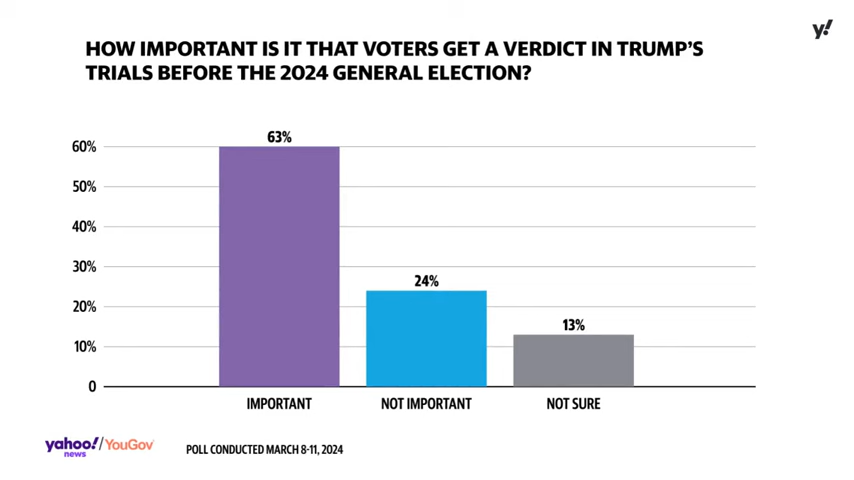 y!
HOW IMPORTANT IS IT THAT VOTERS GET A VERDICT IN TRUMP'S
TRIALS BEFORE THE 2024 GENERAL ELECTION?
63%
60%
50%
40%
30%
24%
20%
13%
10%
0
IMPORTANT
NOT IMPORTANT
NOT SURE
yahoo!/YouGov
news
POLL CONDUCTED MARCH 8-11, 2024